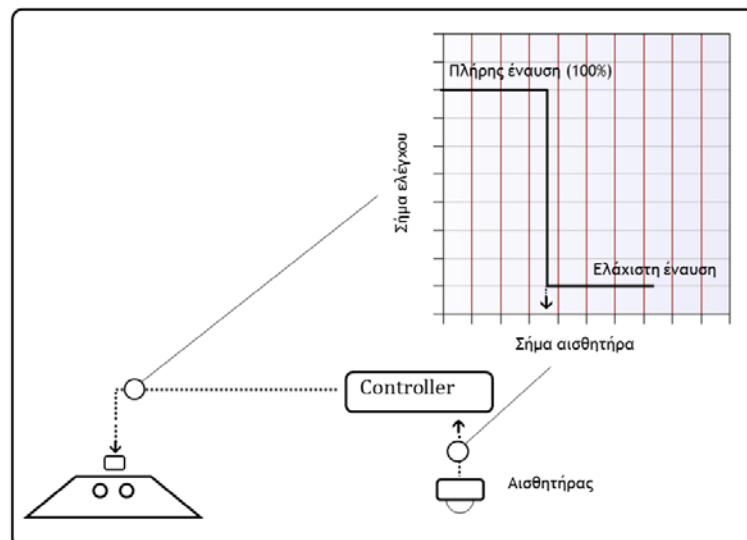 Πλήρης έναυση (100%)
Σήμα ελέγχου
Ελάχιστη έναυση
Σήμα αισθητήρα
Controller
Αισθητήρας